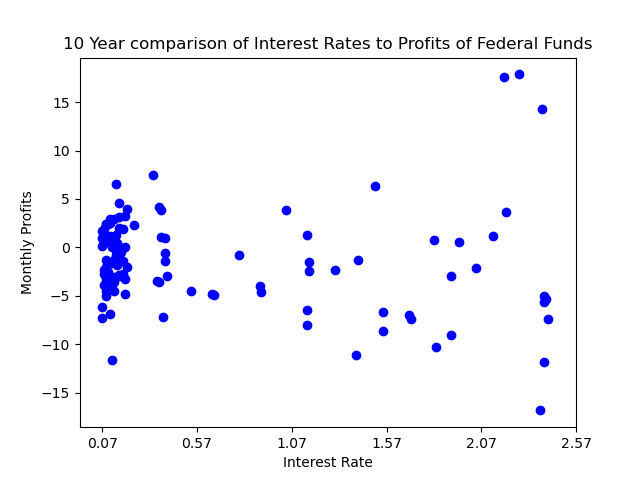 10 Year comparison of Interest Rates to Profits of Federal Funds
15
10
5
0
−5
−10
−15
Monthly Profits
0.07 0.57 1.07 1.57 2.07 2.57
Interest Rate